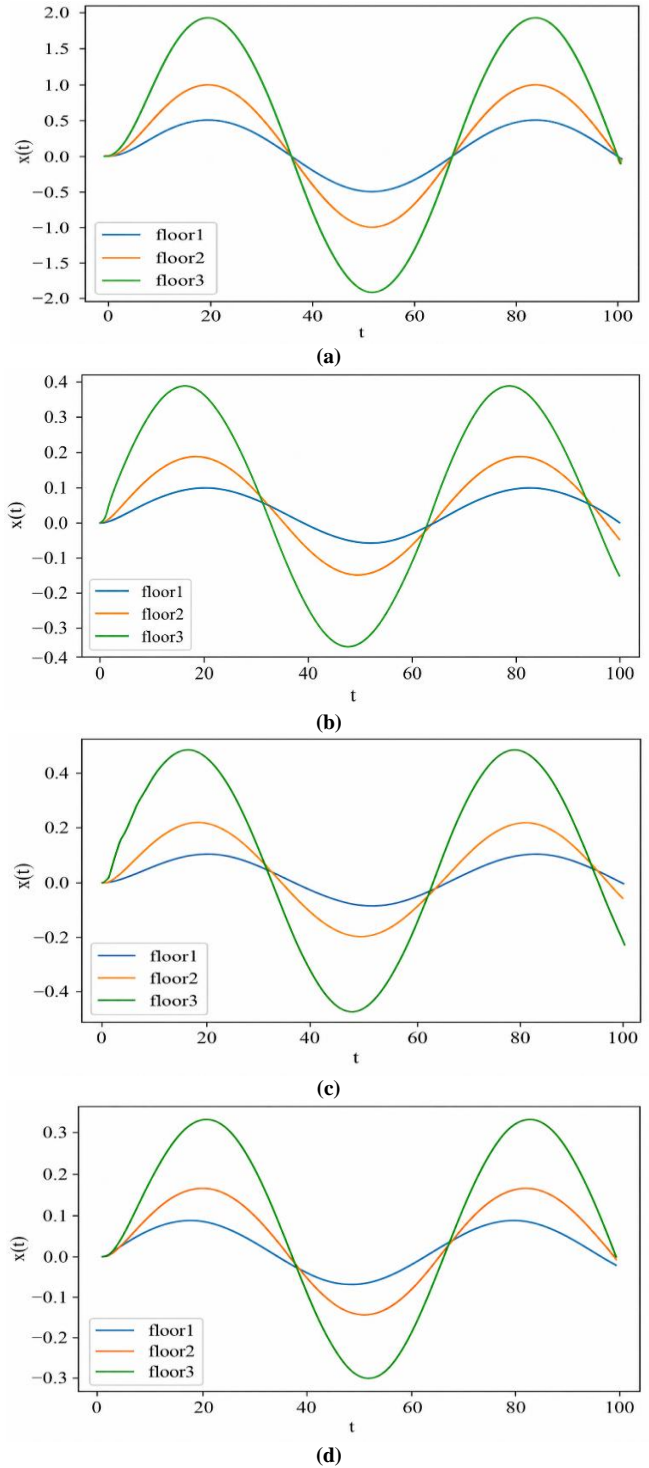 2.0
1.5
1.0
0.5
0.0
−0.5
−1.0
−1.5
−2.0
x(t)
floor1
floor2
floor3
0 20 40 60 80 100
t
(a)
0.4
0.3
0.2
0.1
0.0
−0.1
−0.2
−0.3
−0.4
x(t)
floor1
floor2
floor3
0 20 40 60 80 100
t
(b)
0.4
0.2
0.0
−0.2
−0.4
x(t)
floor1
floor2
floor3
0 20 40 60 80 100
t
(c)
0.3
0.2
0.1
0.0
−0.1
−0.2
−0.3
x(t)
floor1
floor2
floor3
0 20 40 60 80 100
t
(d)